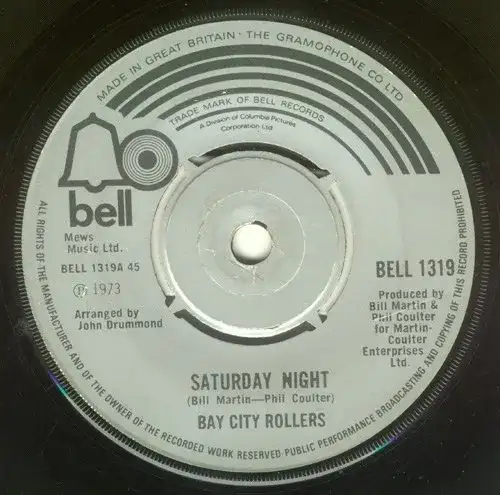 MADE IN GREAT BRITAIN · THE GRAMOPHONE CO LTD
TRADE MARK OF BELL RECORDS
A Division of Columbia Pictures
Corporation Ltd
bell
Mews
Music Ltd.
BELL 1319A 45
℗ 1973
Arranged by
John Drummond
BELL 1319
Produced by
Bill Martin &
Phil Coulter
for Martin-
Coulter
Enterprises
Ltd.
SATURDAY NIGHT
(Bill Martin—Phil Coulter)
BAY CITY ROLLERS
ALL RIGHTS OF THE MANUFACTURER AND OF THE OWNER OF THE RECORDED WORK RESERVED·PUBLIC PERFORMANCE BROADCASTING AND COPYING OF THIS RECORD PROHIBITED